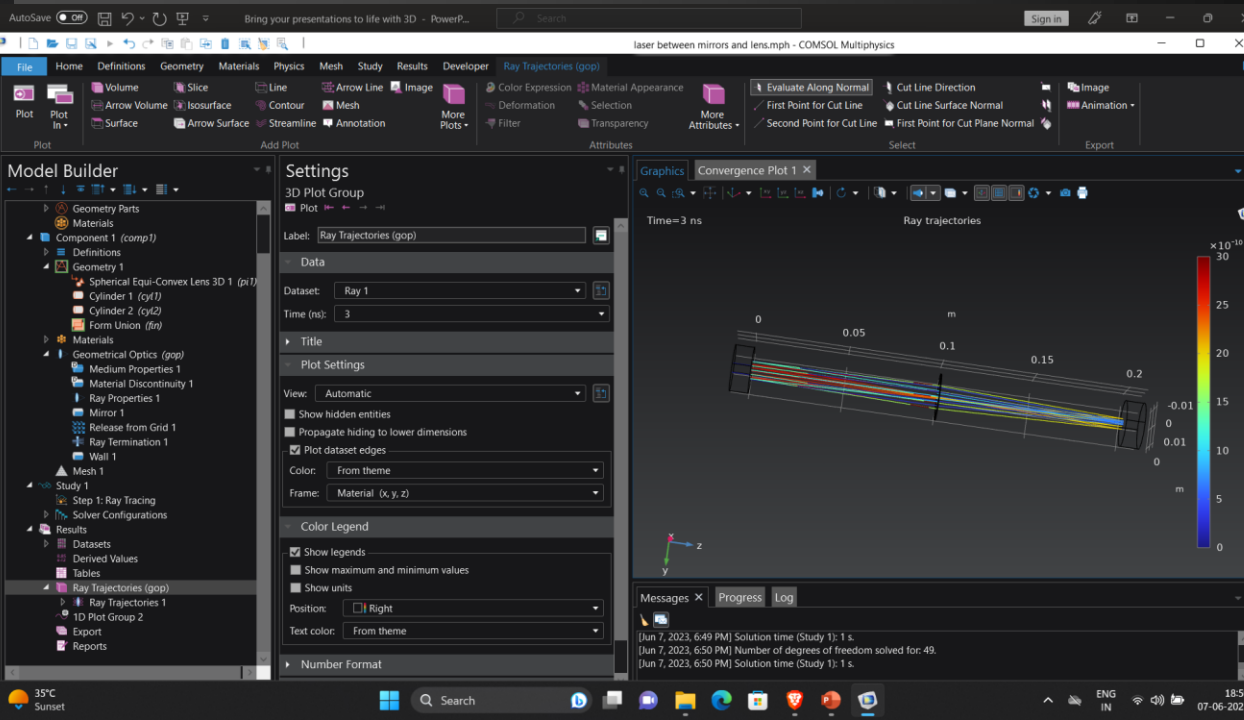 AutoSave Off Bring your presentations to life with 3D - PowerP... Search Sign in
laser between mirrors and lens.mph - COMSOL Multiphysics
File Home Definitions Geometry Materials Physics Mesh Study Results Developer Ray Trajectories (gop)
Volume Slice Line Arrow Line Image Color Expression Material Appearance Evaluate Along Normal Cut Line Direction Image
Arrow Volume Isosurface Contour Mesh Deformation Selection First Point for Cut Line Cut Line Surface Normal Animation
Surface Arrow Surface Streamline Annotation Filter Transparency Second Point for Cut Line First Point for Cut Plane Normal
Plot Plot In More Plots More Attributes
Plot Add Plot Attributes Select Export
Model Builder
Geometry Parts
Materials
Component 1 (comp1)
Definitions
Geometry 1
Spherical Equi-Convex Lens 3D 1 (pi1)
Cylinder 1 (cyl1)
Cylinder 2 (cyl2)
Form Union (fin)
Materials
Geometrical Optics (gop)
Medium Properties 1
Material Discontinuity 1
Ray Properties 1
Mirror 1
Release from Grid 1
Ray Termination 1
Wall 1
Mesh 1
Study 1
Step 1: Ray Tracing
Solver Configurations
Results
Datasets
Derived Values
Tables
Ray Trajectories (gop)
Ray Trajectories 1
1D Plot Group 2
Export
Reports
Settings
3D Plot Group
Plot
Label: Ray Trajectories (gop)
Data
Dataset: Ray 1
Time (ns): 3
Title
Plot Settings
View: Automatic
Show hidden entities
Propagate hiding to lower dimensions
Plot dataset edges
Color: From theme
Frame: Material (x, y, z)
Color Legend
Show legends
Show maximum and minimum values
Show units
Position: Right
Text color: From theme
Number Format
Graphics Convergence Plot 1
Time=3 ns Ray trajectories
×10⁻¹⁰
30
25
20
15
10
5
0
m
0
0.05
0.1
0.15
0.2
-0.01
0
0.01
0
m
x
z
y
Messages Progress Log
[Jun 7, 2023, 6:49 PM] Solution time (Study 1): 1 s.
[Jun 7, 2023, 6:50 PM] Number of degrees of freedom solved for: 49.
[Jun 7, 2023, 6:50 PM] Solution time (Study 1): 1 s.
35°C
Sunset
Search
ENG
IN
18:5
07-06-202